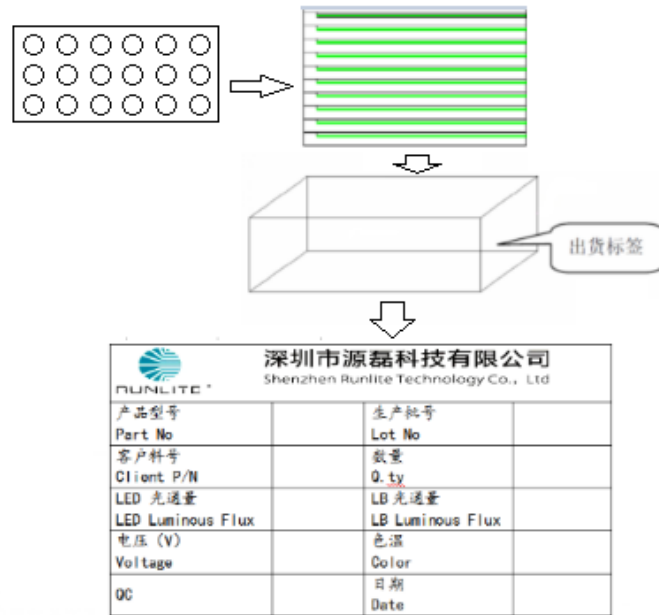 出货标签
RUNLITE
深圳市源磊科技有限公司
Shenzhen Runlite Technology Co., Ltd
产品型号
Part No
生产批号
Lot No
客户料号
Client P/N
数量
Q.ty
LED 光通量
LED Luminous Flux
LB 光通量
LB Luminous Flux
电压（V）
Voltage
色温
Color
QC
日期
Date